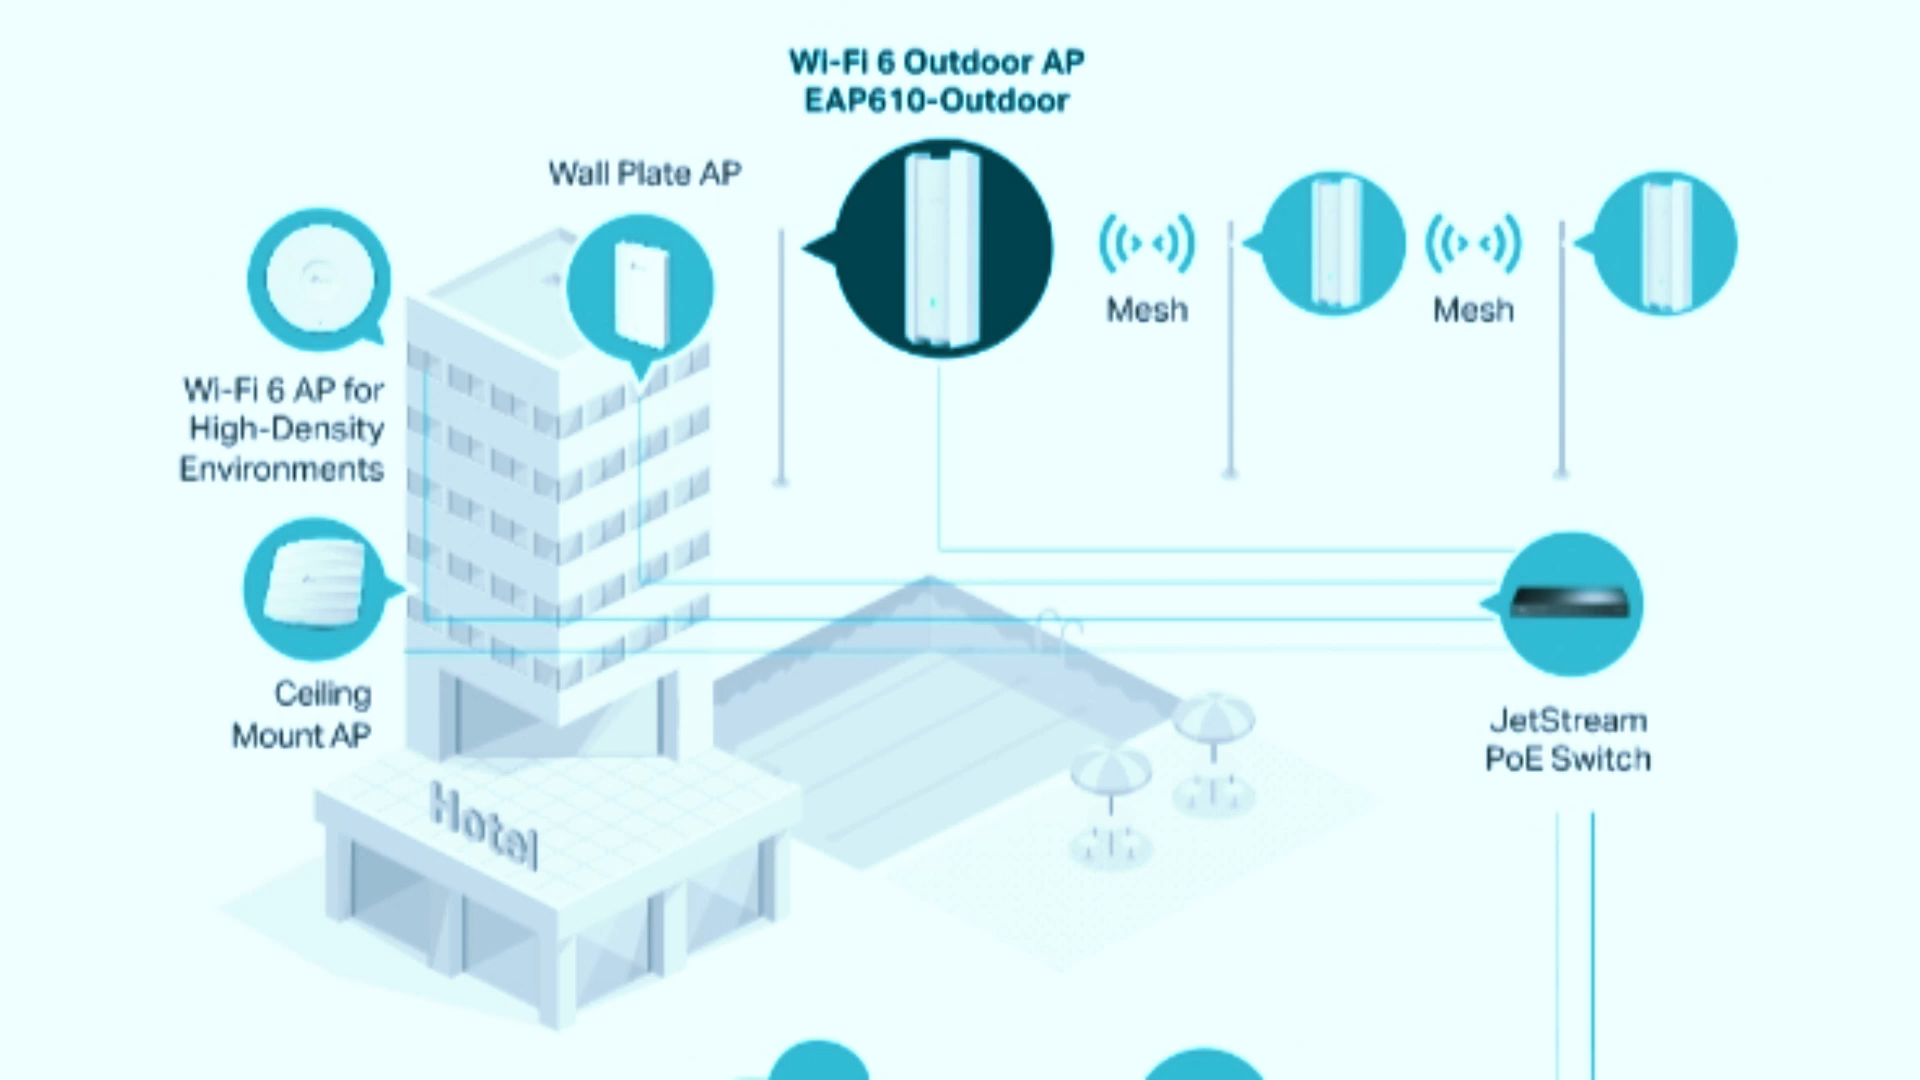 Wi-Fi 6 Outdoor AP
EAP610-Outdoor
Wall Plate AP
Mesh
Mesh
Wi-Fi 6 AP for
High-Density
Environments
Ceiling
Mount AP
JetStream
PoE Switch
Hotel